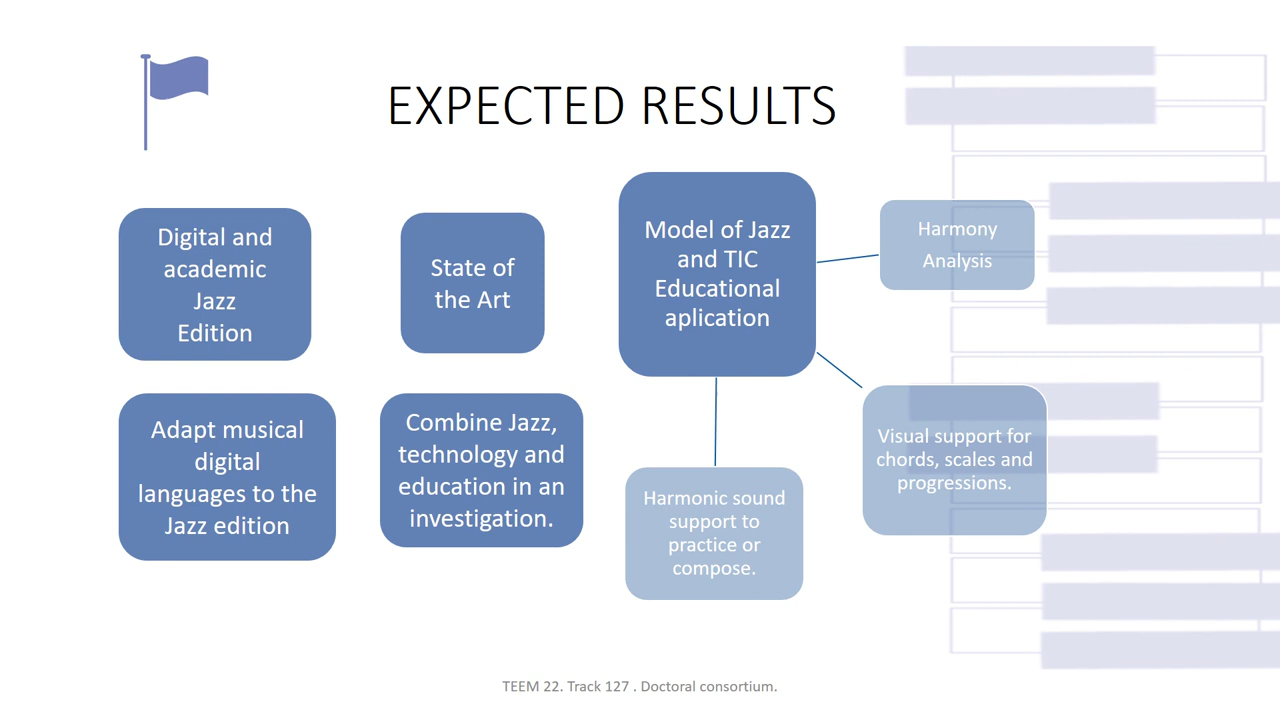 EXPECTED RESULTS
Digital and
academic
Jazz
Edition
State of
the Art
Model of Jazz
and TIC
Educational
aplication
Harmony
Analysis
Adapt musical
digital
languages to the
Jazz edition
Combine Jazz,
technology and
education in an
investigation.
Harmonic sound
support to
practice or
compose.
Visual support for
chords, scales and
progressions.
TEEM 22. Track 127 . Doctoral consortium.